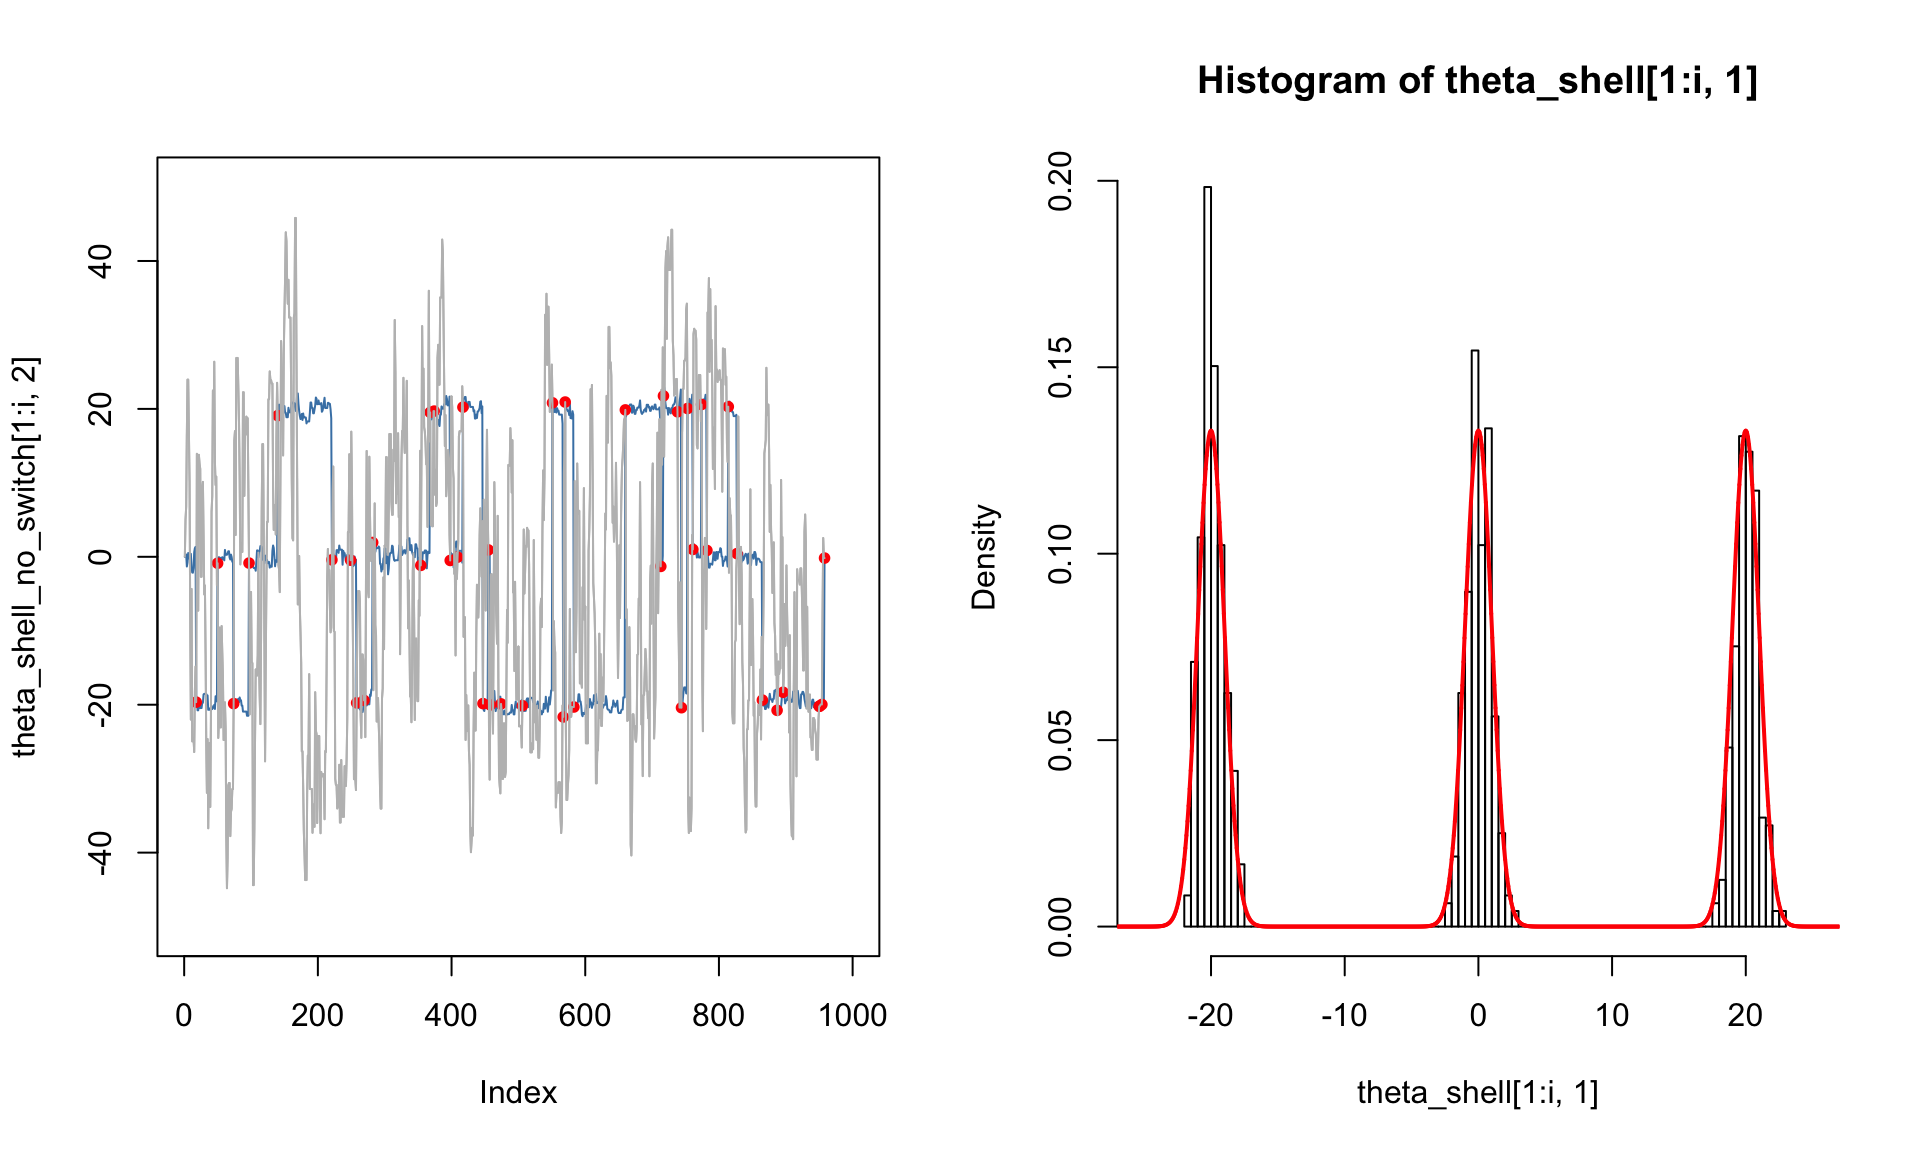 theta_shell_no_switch[1:i, 2]
40
20
0
-20
-40
0 200 400 600 800 1000
Index
Histogram of theta_shell[1:i, 1]
Density
0.20
0.15
0.10
0.05
0.00
-20 -10 0 10 20
theta_shell[1:i, 1]